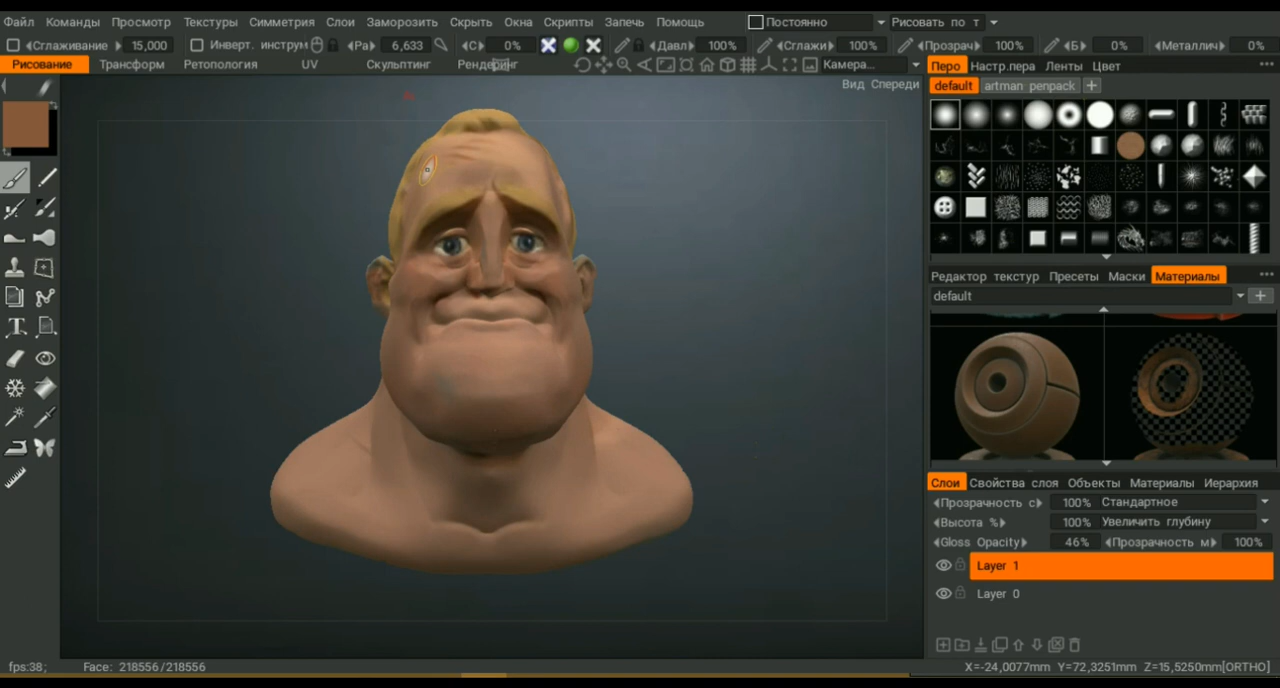 Файл Команды Просмотр Текстуры Симметрия Слои Заморозить Скрыть Окна Скрипты Запечь Помощь Постоянно Рисовать по т
Сглаживание 15,000 Инверт. инструм Ра 6,633 С 0% Давл 100% Сглажи 100% Прозрач 100% Б 0% Металлич 0%
Рисование Трансформ Ретопология UV Скульптинг Рендеринг Камера... Перо Настр.пера Ленты Цвет
Вид Спереди
default artman penpack +
T
Редактор текстур Пресеты Маски Материалы
default +
Слои Свойства слоя Объекты Материалы Иерархия
Прозрачность с 100% Стандартное
Высота % 100% Увеличить глубину
Gloss Opacity 46% Прозрачность м 100%
Layer 1
Layer 0
fps:38; Face: 218556/218556 X=-24,0077mm Y=72,3251mm Z=15,5250mm[ORTHO]